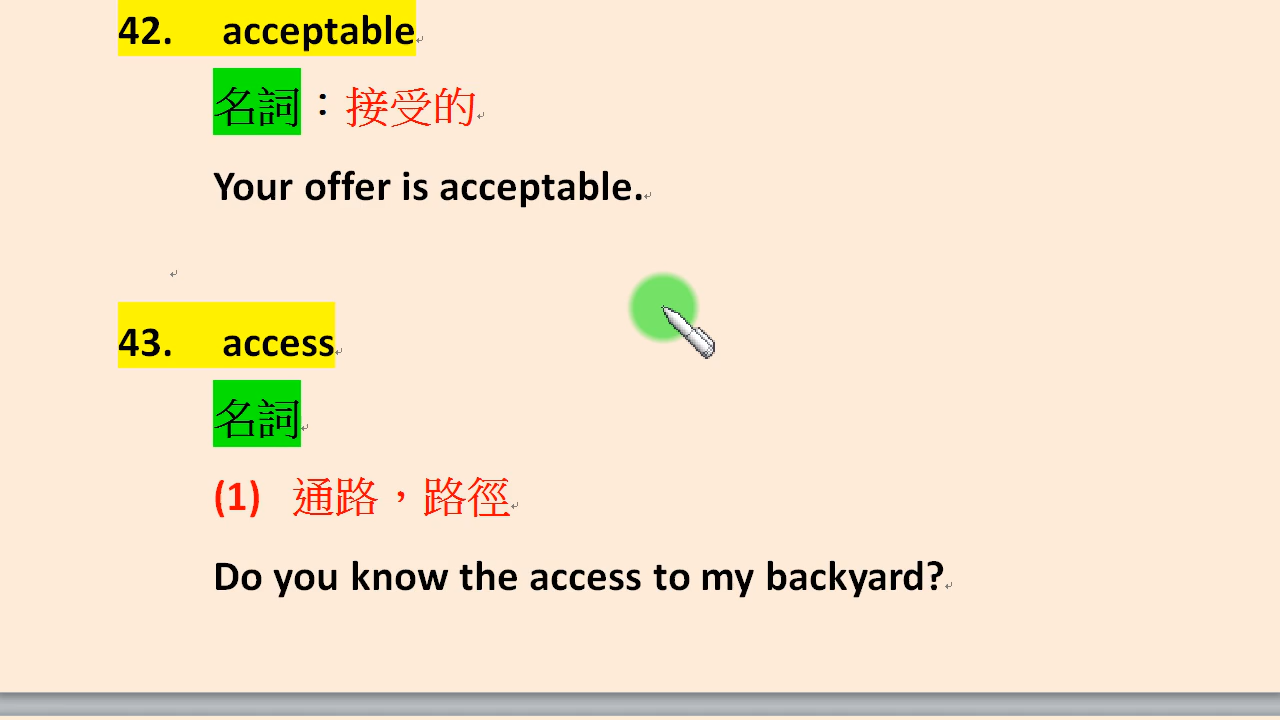 42. acceptable
名詞：接受的
Your offer is acceptable.
43. access
名詞
(1) 通路，路徑
Do you know the access to my backyard?